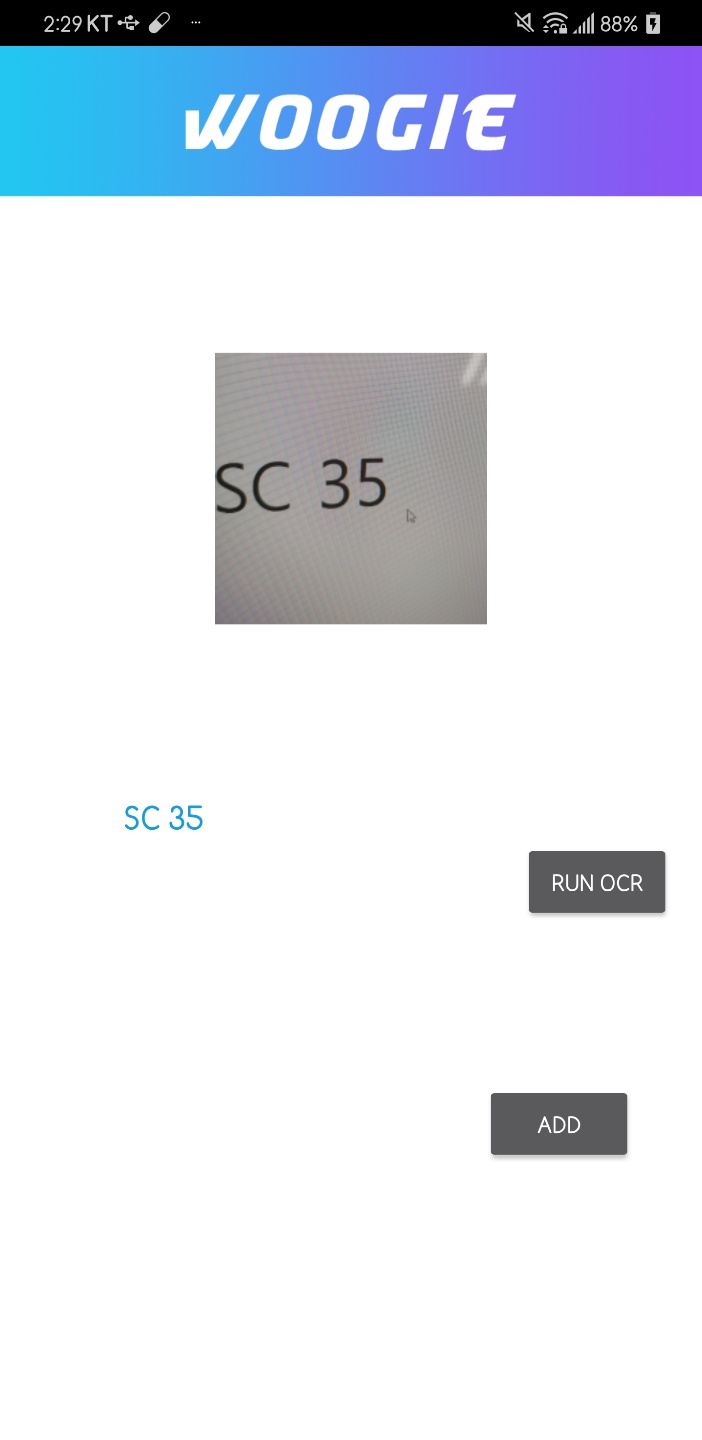 2:29 KT
88%
WOOGIE
SC 35
SC 35
RUN OCR
ADD